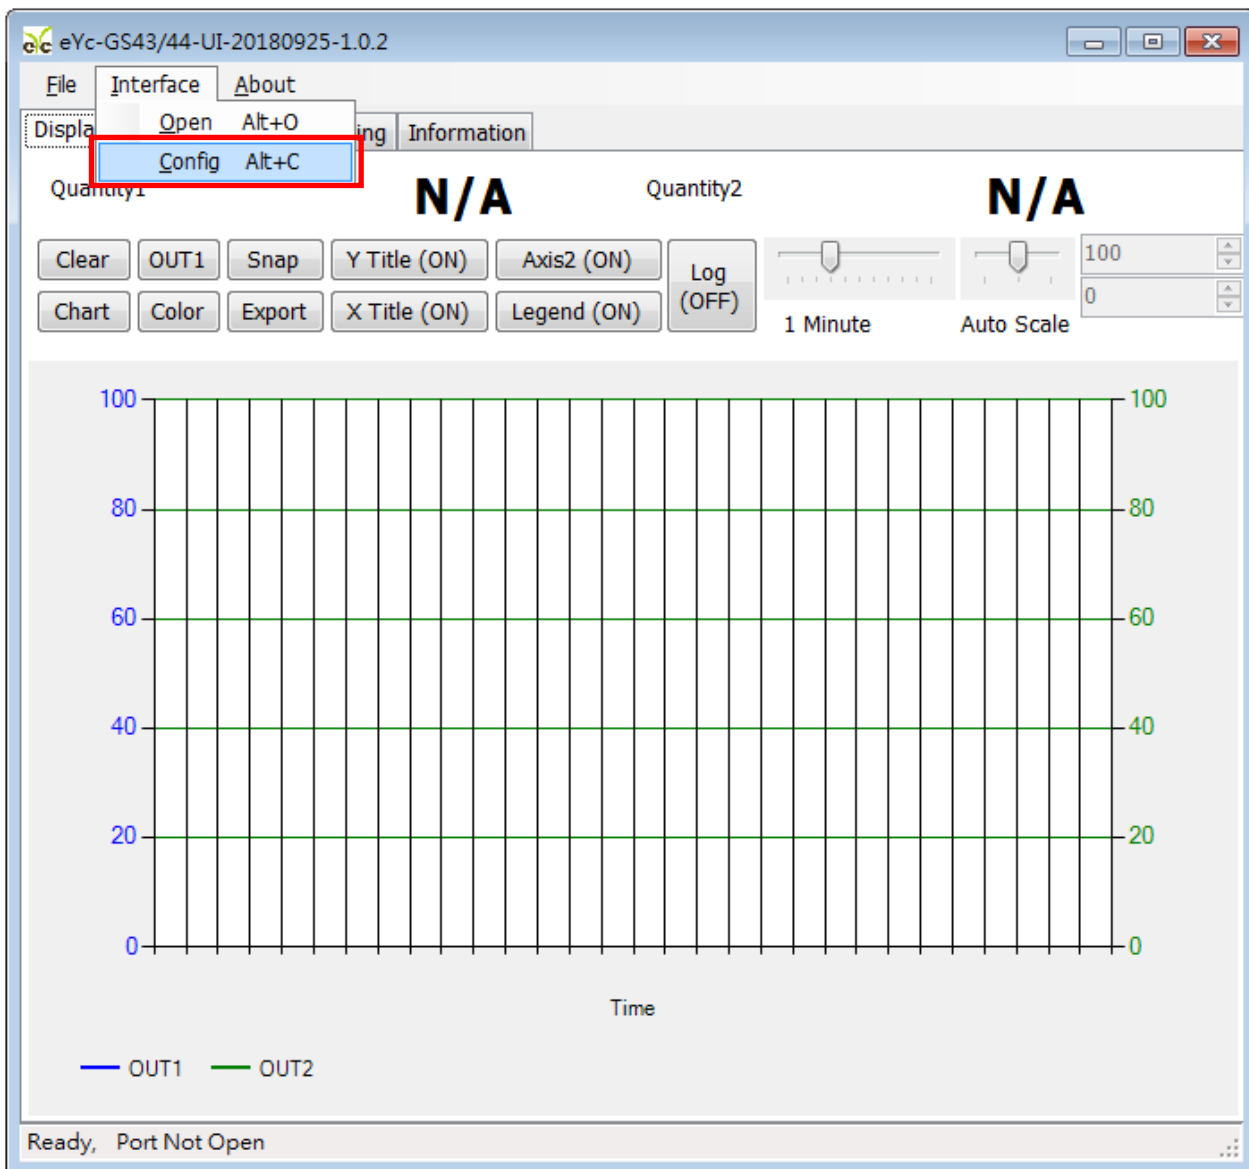 eYc-GS43/44-UI-20180925-1.0.2
File Interface About
Open Alt+O
Config Alt+C
Information
Quantity1 N/A Quantity2 N/A
Clear OUT1 Snap Y Title (ON) Axis2 (ON) Log (OFF) 100
Chart Color Export X Title (ON) Legend (ON) 1 Minute Auto Scale 0
100 100
80 80
60 60
40 40
20 20
0 0
Time
OUT1 OUT2
Ready, Port Not Open